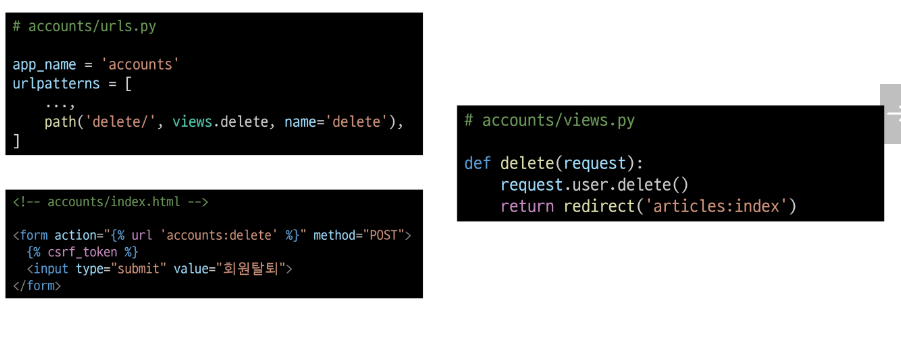 # accounts/urls.py
app_name = 'accounts'
urlpatterns = [
    ...,
    path('delete/', views.delete, name='delete'),
]
<!-- accounts/index.html -->
<form action="{% url 'accounts:delete' %}" method="POST">
  {% csrf_token %}
  <input type="submit" value="회원탈퇴">
</form>
# accounts/views.py
def delete(request):
    request.user.delete()
    return redirect('articles:index')